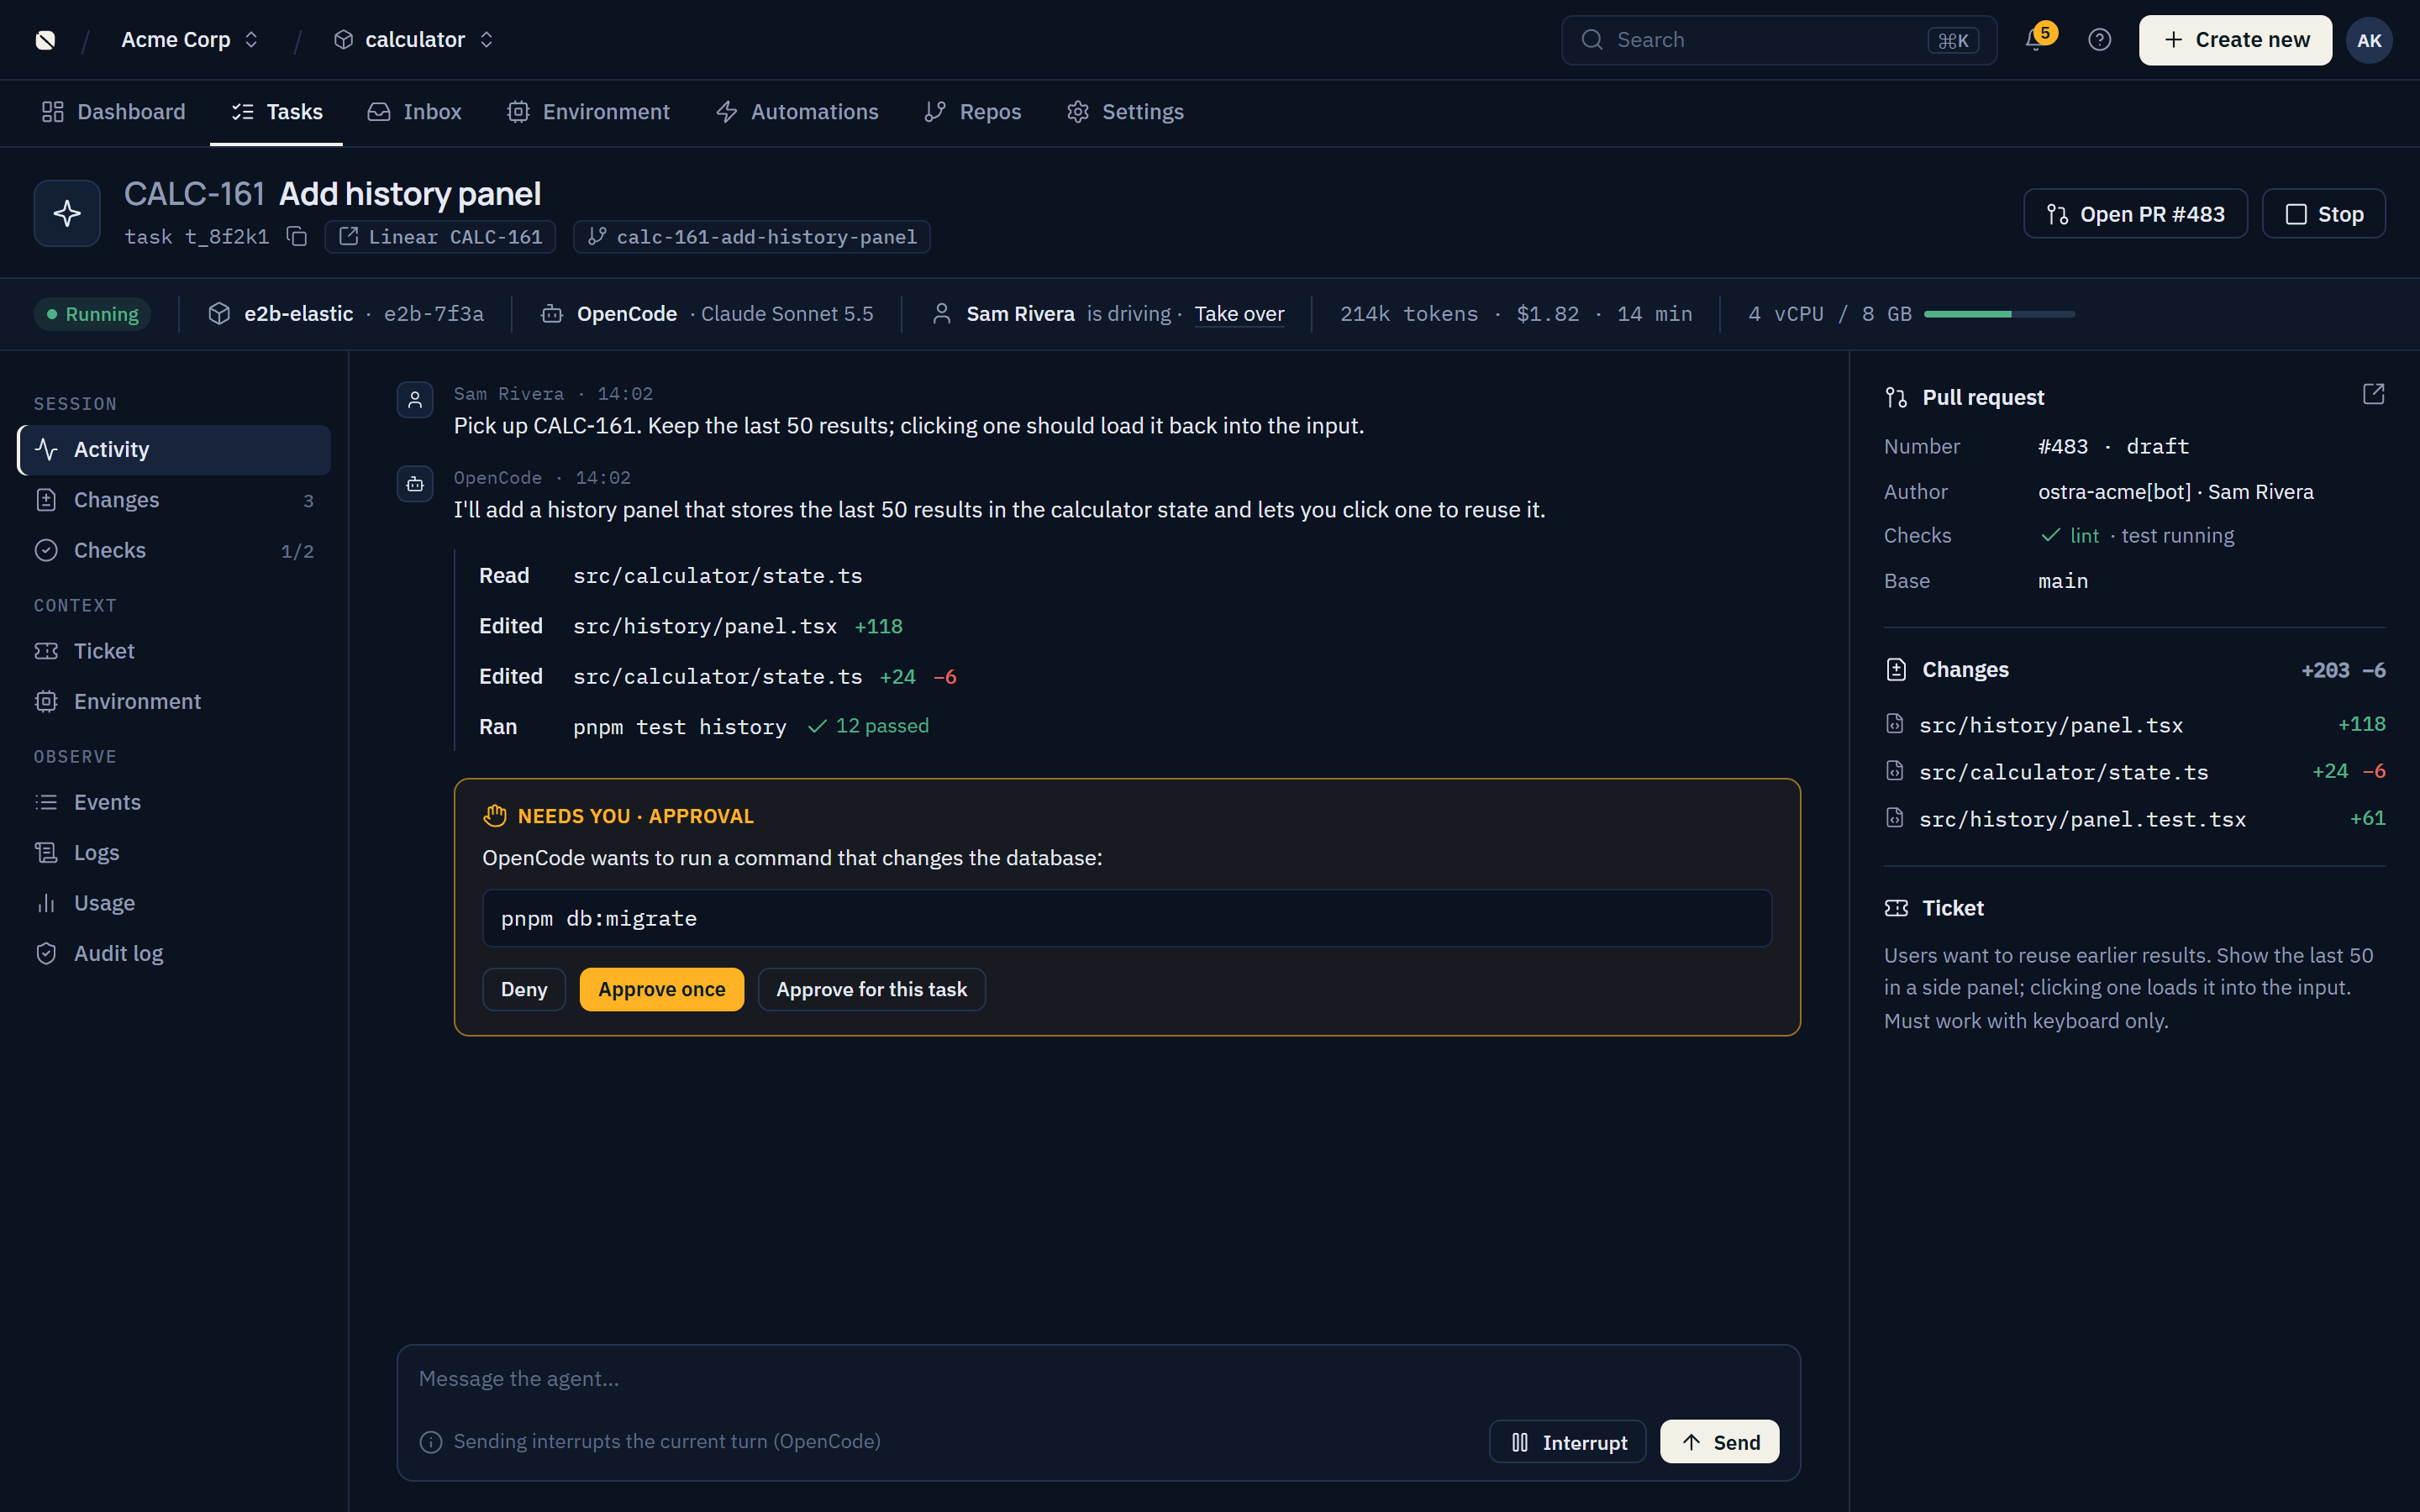 / Acme Corp / calculator
Search ⌘K
5
Create new
AK
Dashboard Tasks Inbox Environment Automations Repos Settings
CALC-161 Add history panel
task t_8f2k1 Linear CALC-161 calc-161-add-history-panel
Open PR #483 Stop
Running e2b-elastic · e2b-7f3a OpenCode · Claude Sonnet 5.5 Sam Rivera is driving · Take over 214k tokens · $1.82 · 14 min 4 vCPU / 8 GB
SESSION
Activity
Changes 3
Checks 1/2
CONTEXT
Ticket
Environment
OBSERVE
Events
Logs
Usage
Audit log
Sam Rivera · 14:02
Pick up CALC-161. Keep the last 50 results; clicking one should load it back into the input.
OpenCode · 14:02
I'll add a history panel that stores the last 50 results in the calculator state and lets you click one to reuse it.
Read src/calculator/state.ts
Edited src/history/panel.tsx +118
Edited src/calculator/state.ts +24 −6
Ran pnpm test history 12 passed
NEEDS YOU · APPROVAL
OpenCode wants to run a command that changes the database:
pnpm db:migrate
Deny Approve once Approve for this task
Message the agent…
Sending interrupts the current turn (OpenCode)
Interrupt Send
Pull request
Number #483 · draft
Author ostra-acme[bot] · Sam Rivera
Checks lint · test running
Base main
Changes +203 −6
src/history/panel.tsx +118
src/calculator/state.ts +24 −6
src/history/panel.test.tsx +61
Ticket
Users want to reuse earlier results. Show the last 50
in a side panel; clicking one loads it into the input.
Must work with keyboard only.